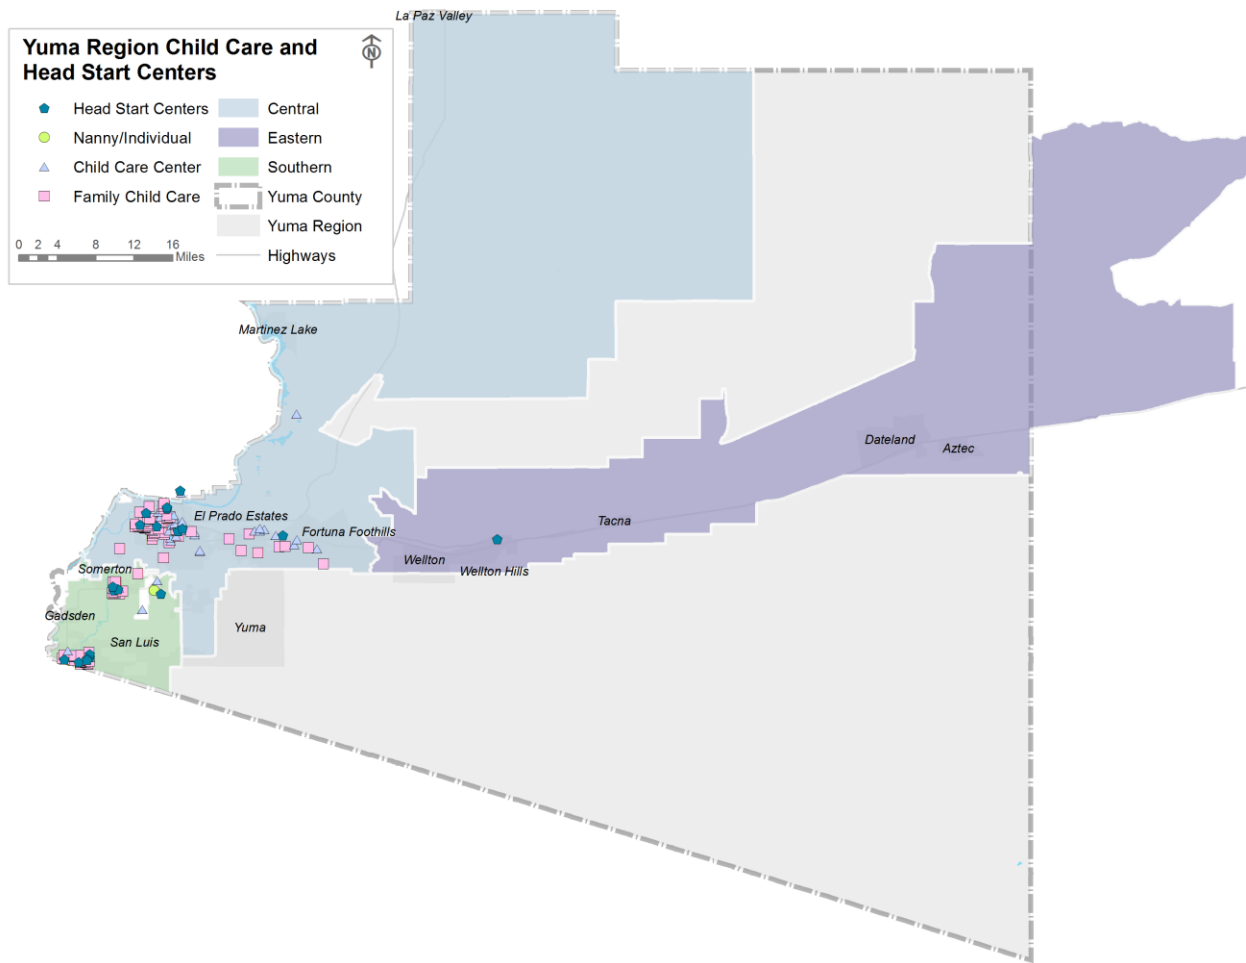 La Paz Valley
Yuma Region Child Care and
Head Start Centers
N
Head Start Centers
Central
Nanny/Individual
Eastern
Child Care Center
Southern
Family Child Care
Yuma County
Yuma Region
Highways
0 2 4 8 12 16
Miles
Martinez Lake
Dateland
Aztec
El Prado Estates
Tacna
Fortuna Foothills
Wellton
Wellton Hills
Somerton
Gadsden
Yuma
San Luis